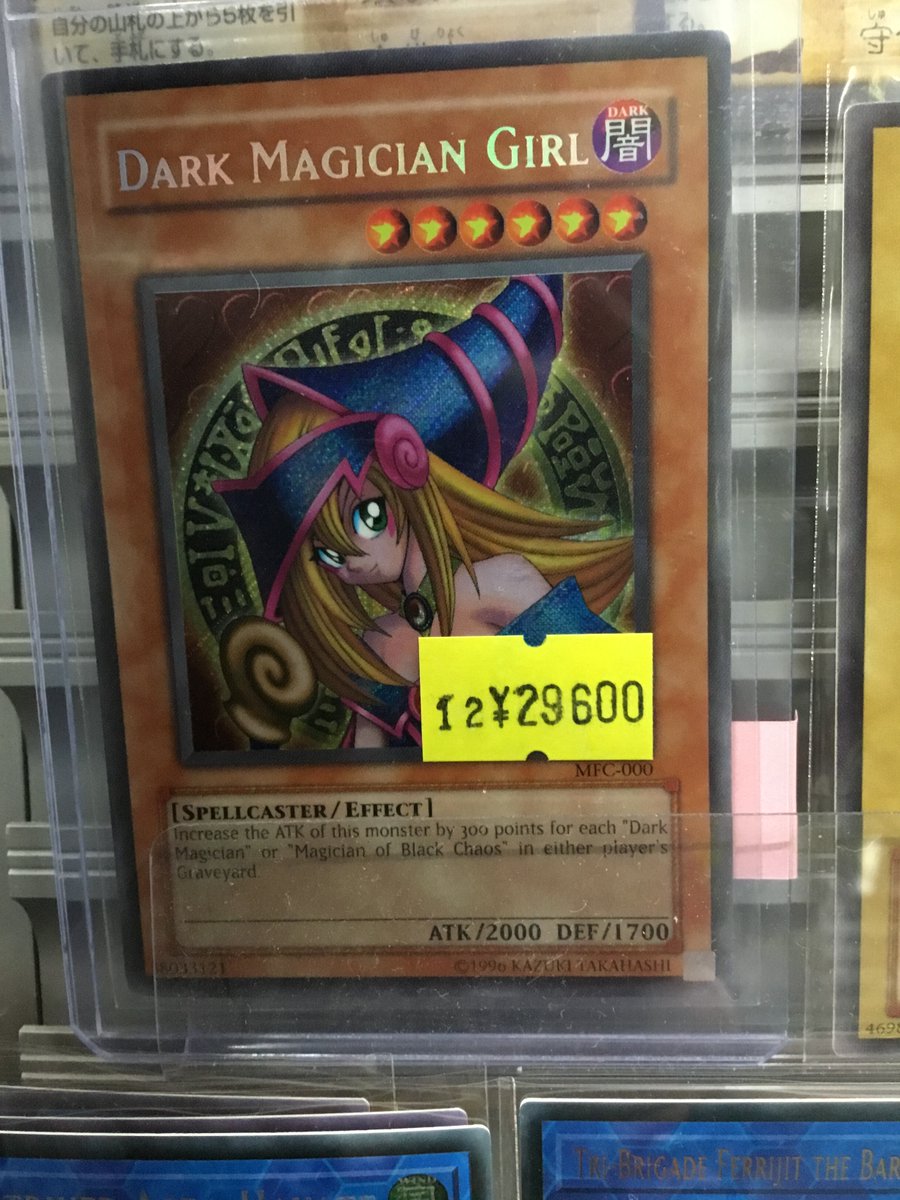 自分の山札の上から5枚を引
いて、手札にする。
守
DARK MAGICIAN GIRL
DARK
闇
12¥29600
MFC-000
[SPELLCASTER/EFFECT]
Increase the ATK of this monster by 300 points for each "Dark
Magician" or "Magician of Black Chaos" in either player's
Graveyard.
ATK/2000 DEF/1700
©1996 KAZUKI TAKAHASHI
4698
WIND
TRI-BRIGADE FERRIJIT THE BAR